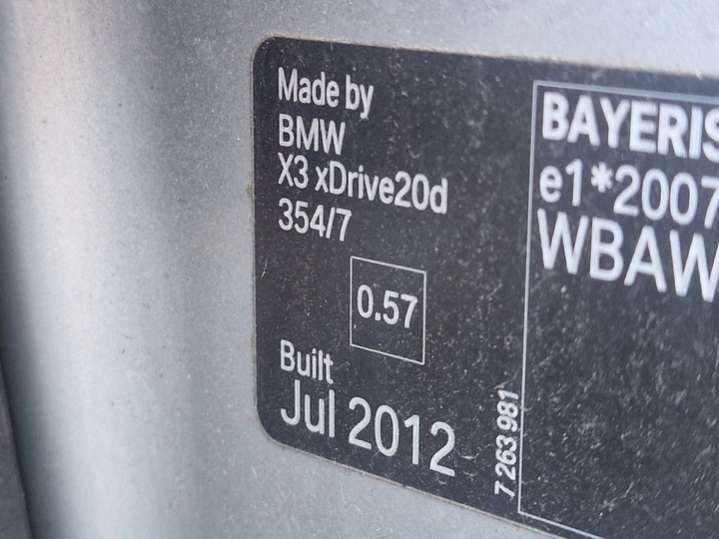 Made by
BMW
X3 xDrive20d
354/7
0.57
Built
Jul 2012
7 263 981
BAYERIS
e1*2007
WBAW